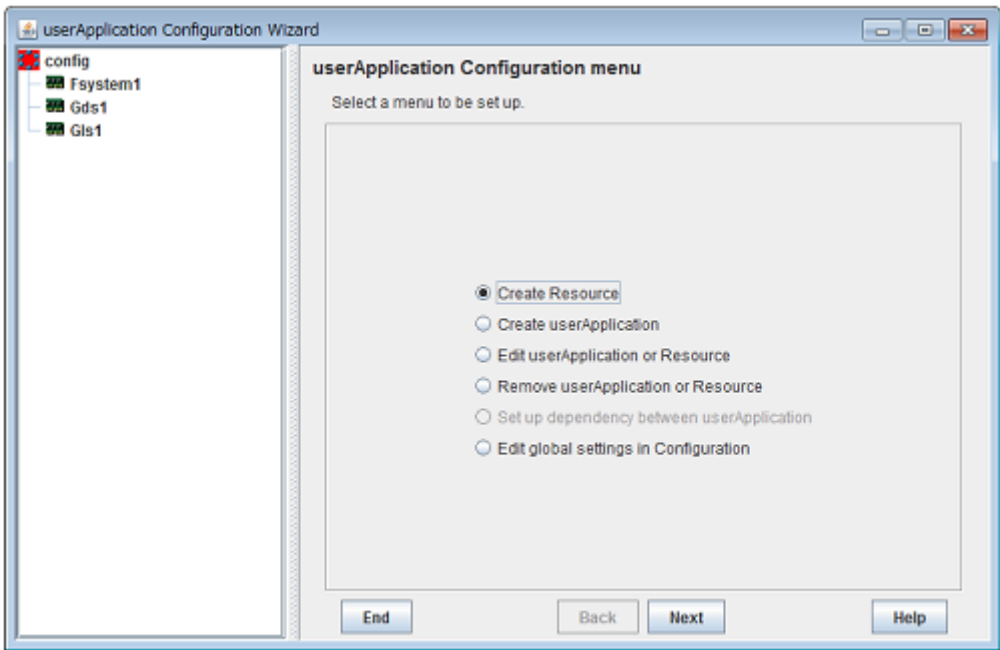 userApplication Configuration Wizard
config
Fsystem1
Gds1
Gls1
userApplication Configuration menu
Select a menu to be set up.
Create Resource
Create userApplication
Edit userApplication or Resource
Remove userApplication or Resource
Set up dependency between userApplication
Edit global settings in Configuration
End Back Next Help